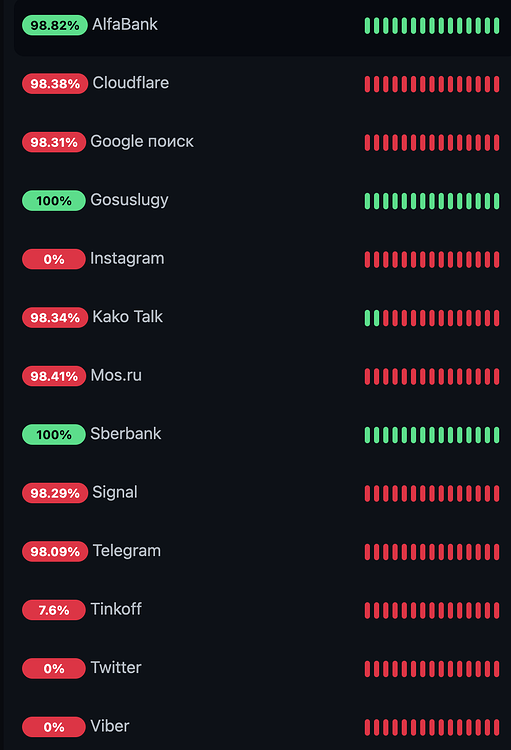 98.82% AlfaBank
98.38% Cloudflare
98.31% Google поиск
100% Gosuslugy
0% Instagram
98.34% Kako Talk
98.41% Mos.ru
100% Sberbank
98.29% Signal
98.09% Telegram
7.6% Tinkoff
0% Twitter
0% Viber